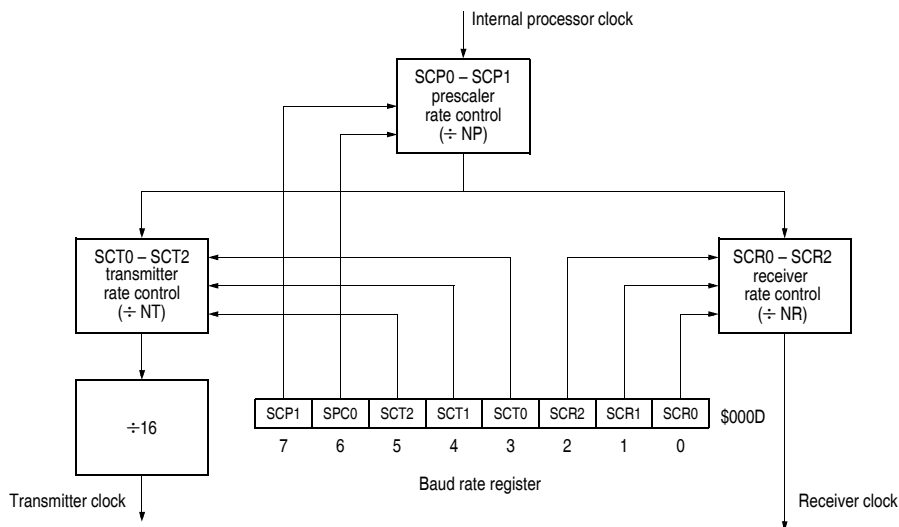 Internal processor clock
SCP0 – SCP1
prescaler
rate control
(÷ NP)
SCT0 – SCT2
transmitter
rate control
(÷ NT)
SCR0 – SCR2
receiver
rate control
(÷ NR)
÷16
SCP1 SPC0 SCT2 SCT1 SCT0 SCR2 SCR1 SCR0 $000D
7 6 5 4 3 2 1 0
Baud rate register
Transmitter clock
Receiver clock